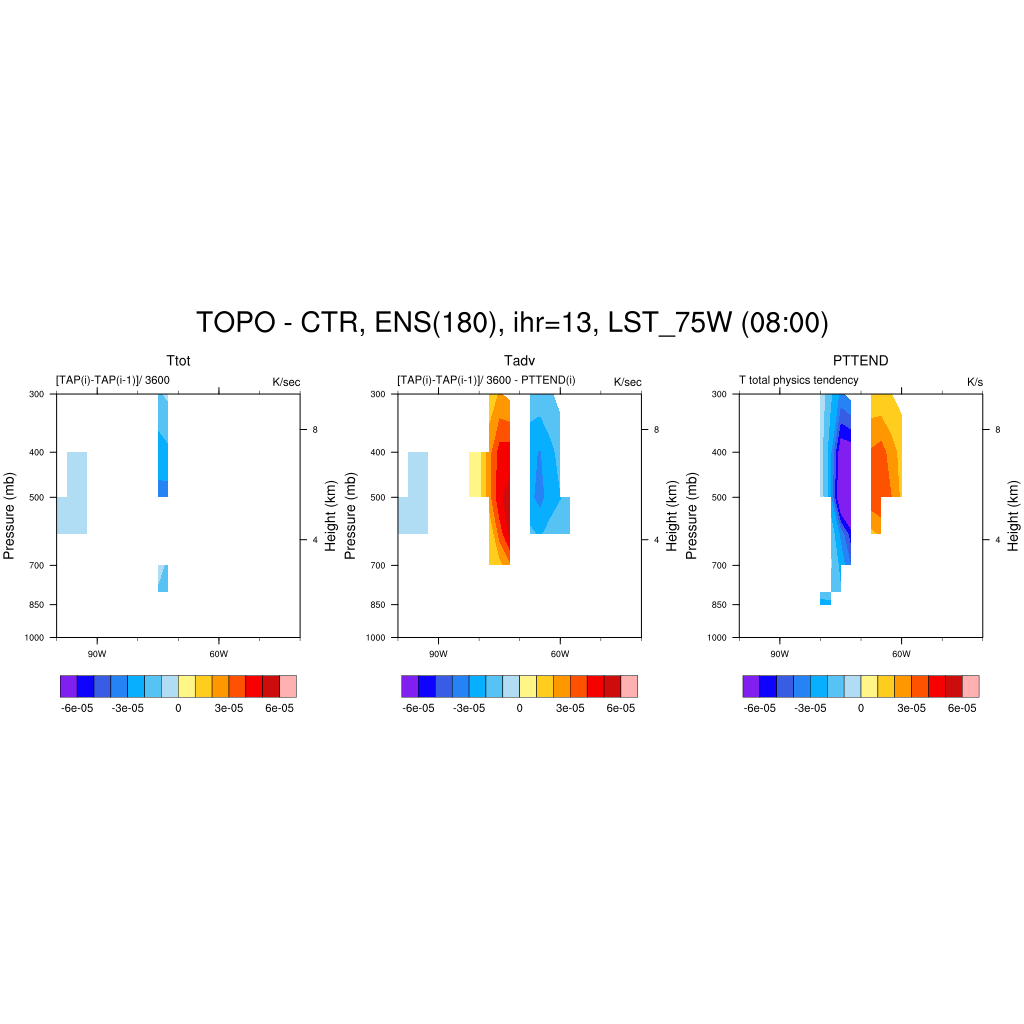 TOPO - CTR, ENS(180), ihr=13, LST_75W (08:00)
Ttot
[TAP(i)-TAP(i-1)]/ 3600 K/sec
300
400
500
700
850
1000
Pressure (mb)
8
4
Height (km)
90W 60W
-6e-05 -3e-05 0 3e-05 6e-05
Tadv
[TAP(i)-TAP(i-1)]/ 3600 - PTTEND(i) K/sec
300
400
500
700
850
1000
Pressure (mb)
8
4
Height (km)
90W 60W
-6e-05 -3e-05 0 3e-05 6e-05
PTTEND
T total physics tendency K/s
300
400
500
700
850
1000
Pressure (mb)
8
4
Height (km)
90W 60W
-6e-05 -3e-05 0 3e-05 6e-05